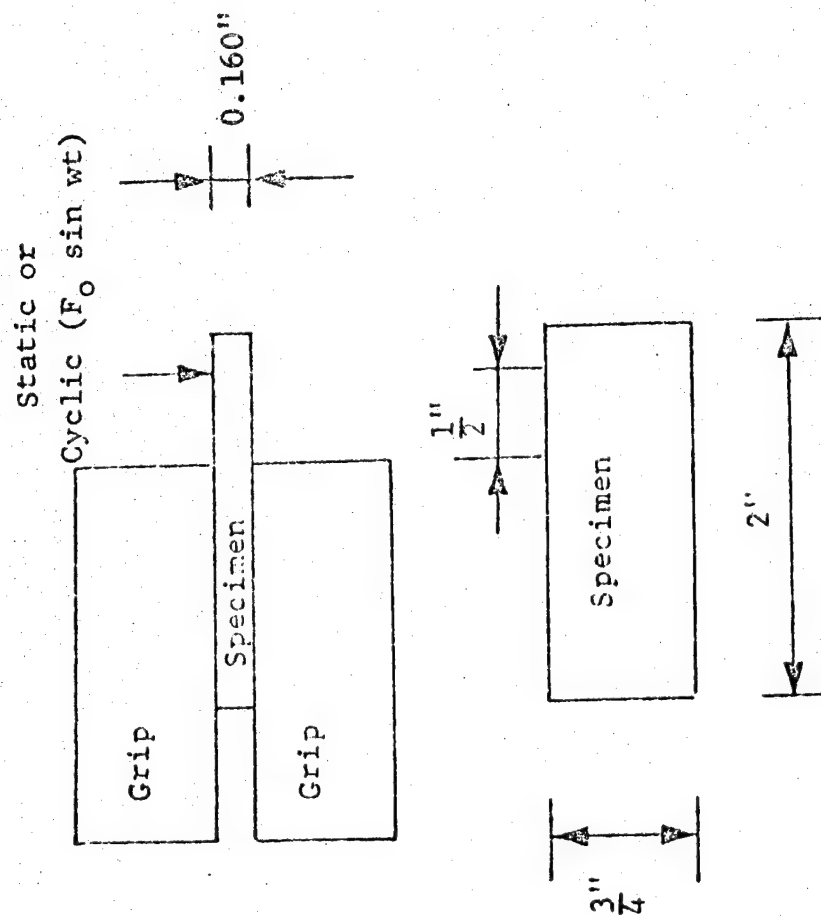 Static or
Cyclic (F₀ sin wt)
0.160"
Grip
Specimen
Grip
1"
2
Specimen
3"
4
2"